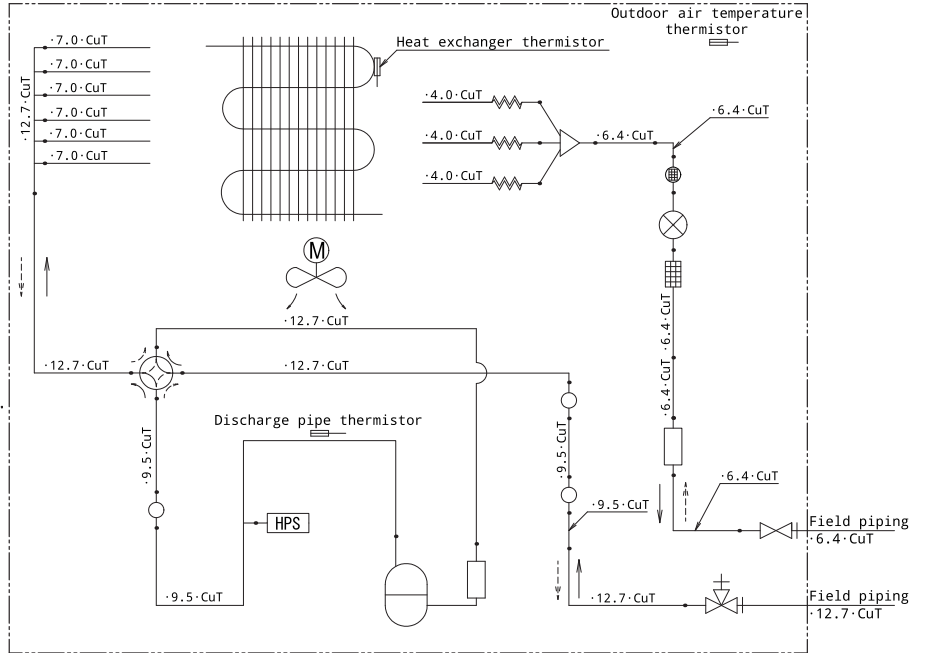 Outdoor air temperature
thermistor
·7.0·CuT
·7.0·CuT
·7.0·CuT
·7.0·CuT
·7.0·CuT
·7.0·CuT
·12.7·CuT
Heat exchanger thermistor
·4.0·CuT
·4.0·CuT
·4.0·CuT
·6.4·CuT
·6.4·CuT
M
·12.7·CuT
·6.4·CuT
·6.4·CuT
·12.7·CuT
·12.7·CuT
Discharge pipe thermistor
·9.5·CuT
·9.5·CuT
·6.4·CuT
·9.5·CuT
HPS
Field piping
·6.4·CuT
·9.5·CuT
·12.7·CuT
Field piping
·12.7·CuT